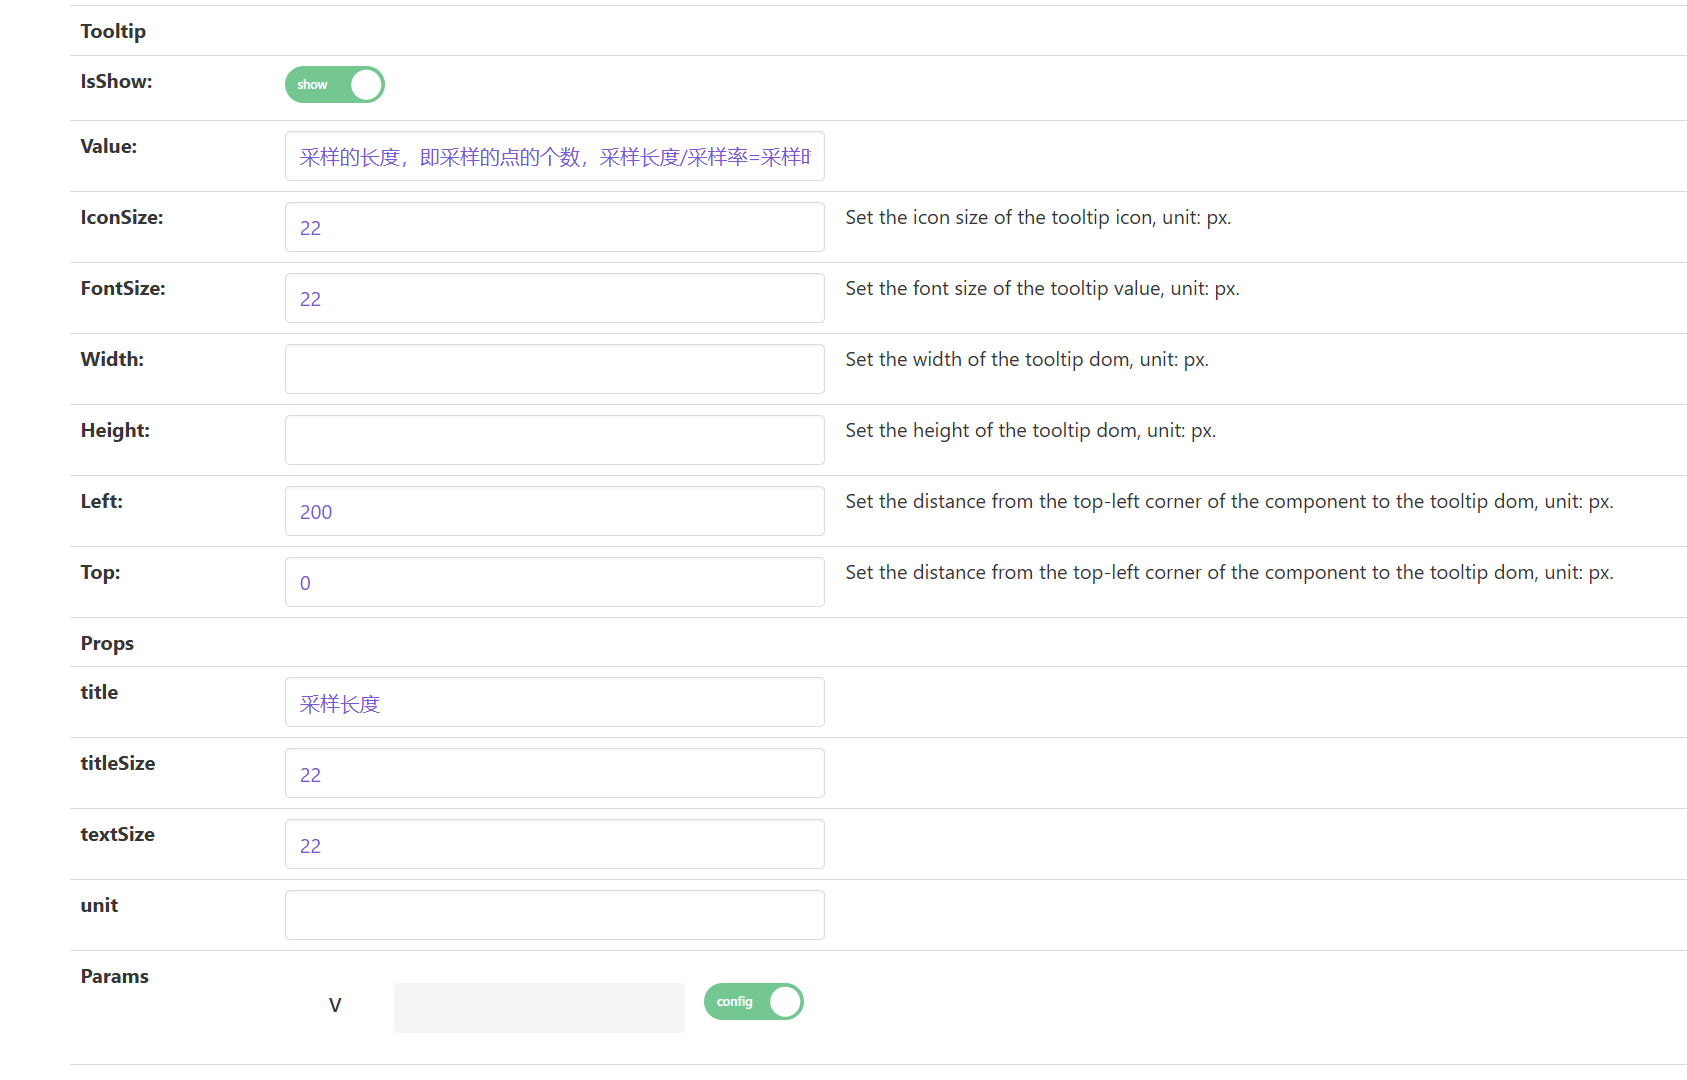 Tooltip
IsShow:
show
Value:
采样的长度，即采样的点的个数，采样长度/采样率=采样
IconSize:
22
Set the icon size of the tooltip icon, unit: px.
FontSize:
22
Set the font size of the tooltip value, unit: px.
Width:
Set the width of the tooltip dom, unit: px.
Height:
Set the height of the tooltip dom, unit: px.
Left:
200
Set the distance from the top-left corner of the component to the tooltip dom, unit: px.
Top:
0
Set the distance from the top-left corner of the component to the tooltip dom, unit: px.
Props
title
采样长度
titleSize
22
textSize
22
unit
Params
V
config